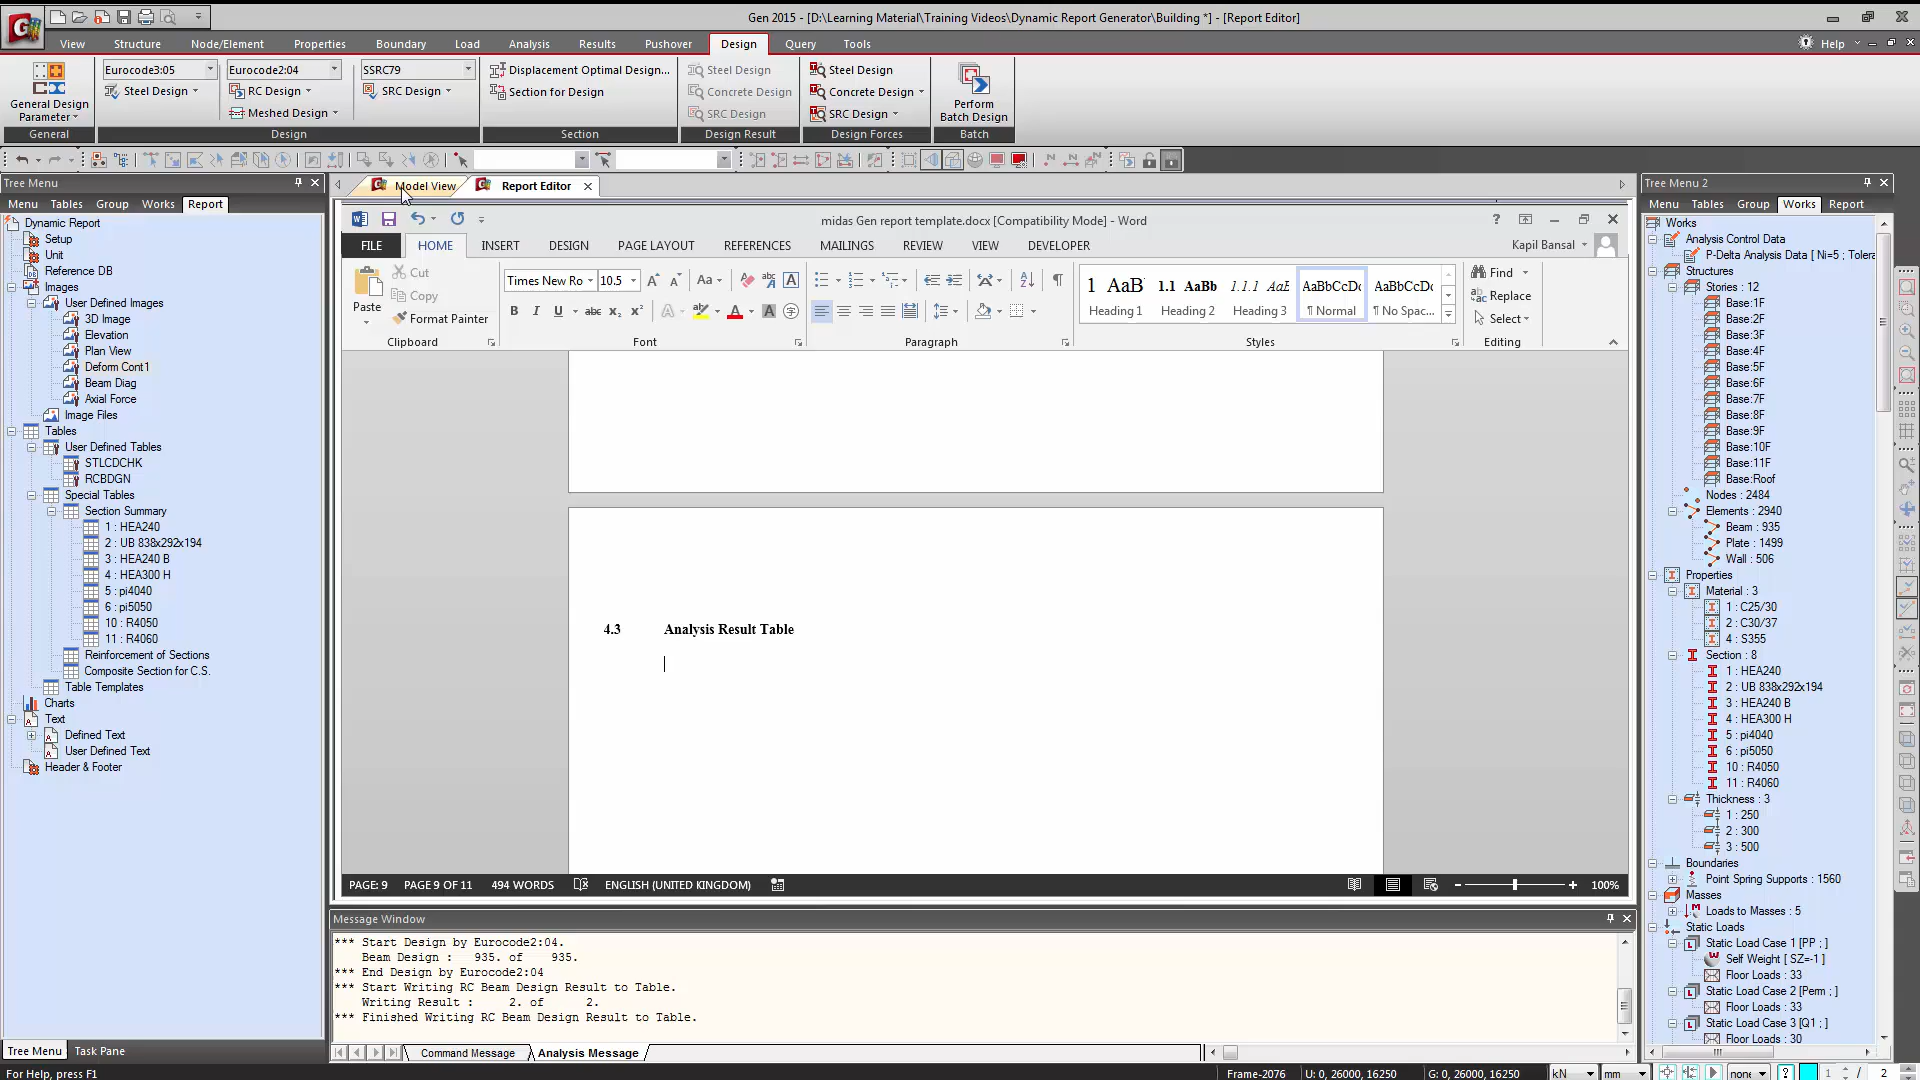 Gen 2015 - [D:\Learning Material\Training Videos\Dynamic Report Generator\Building *] - [Report Editor]
View Structure Node/Element Properties Boundary Load Analysis Results Pushover Design Query Tools Help
Eurocode3:05 Eurocode2:04 SSRC79 Displacement Optimal Design... Steel Design Steel Design
Steel Design RC Design SRC Design Section for Design Concrete Design Concrete Design
General Design Parameter Meshed Design SRC Design SRC Design Perform Batch Design
General Design Section Design Result Design Forces Batch
Tree Menu
Menu Tables Group Works Report
Dynamic Report
Setup
Unit
Reference DB
Images
User Defined Images
3D Image
Elevation
Plan View
Deform Cont1
Beam Diag
Axial Force
Image Files
Tables
User Defined Tables
STLCDCHK
RCBDGN
Special Tables
Section Summary
1 : HEA240
2 : UB 838x292x194
3 : HEA240 B
4 : HEA300 H
5 : pi4040
6 : pi5050
10 : R4050
11 : R4060
Reinforcement of Sections
Composite Section for C.S.
Table Templates
Charts
Text
Defined Text
User Defined Text
Header & Footer
Tree Menu Task Pane
Model View Report Editor
midas Gen report template.docx [Compatibility Mode] - Word
FILE HOME INSERT DESIGN PAGE LAYOUT REFERENCES MAILINGS REVIEW VIEW DEVELOPER Kapil Bansal
Paste Cut Copy Format Painter
Times New Ro 10.5
1 AaB 1.1 AaBb 1.1.1 AaE AaBbCcDc AaBbCcDc
Heading 1 Heading 2 Heading 3 ¶ Normal ¶ No Spac...
Find
Replace
Select
Clipboard Font Paragraph Styles Editing
4.3 Analysis Result Table
PAGE: 9 PAGE 9 OF 11 494 WORDS ENGLISH (UNITED KINGDOM) 100%
Message Window
*** Start Design by Eurocode2:04.
Beam Design : 935. of 935.
*** End Design by Eurocode2:04
*** Start Writing RC Beam Design Result to Table.
Writing Result : 2. of 2.
*** Finished Writing RC Beam Design Result to Table.
Command Message Analysis Message
Tree Menu 2
Menu Tables Group Works Report
Works
Analysis Control Data
P-Delta Analysis Data [ Ni=5 ; Tolera
Structures
Stories : 12
Base:1F
Base:2F
Base:3F
Base:4F
Base:5F
Base:6F
Base:7F
Base:8F
Base:9F
Base:10F
Base:11F
Base:Roof
Nodes : 2484
Elements : 2940
Beam : 935
Plate : 1499
Wall : 506
Properties
Material : 3
1 : C25/30
2 : C30/37
4 : S355
Section : 8
1 : HEA240
2 : UB 838x292x194
3 : HEA240 B
4 : HEA300 H
5 : pi4040
6 : pi5050
10 : R4050
11 : R4060
Thickness : 3
1 : 250
2 : 300
3 : 500
Boundaries
Point Spring Supports : 1560
Masses
Loads to Masses : 5
Static Loads
Static Load Case 1 [PP ; ]
Self Weight [ SZ=-1 ]
Floor Loads : 33
Static Load Case 2 [Perm ; ]
Floor Loads : 33
Static Load Case 3 [Q1 ; ]
Floor Loads : 30
For Help, press F1 Frame-2076 U: 0, 26000, 16250 G: 0, 26000, 16250 kN mm none ? 1 / 2